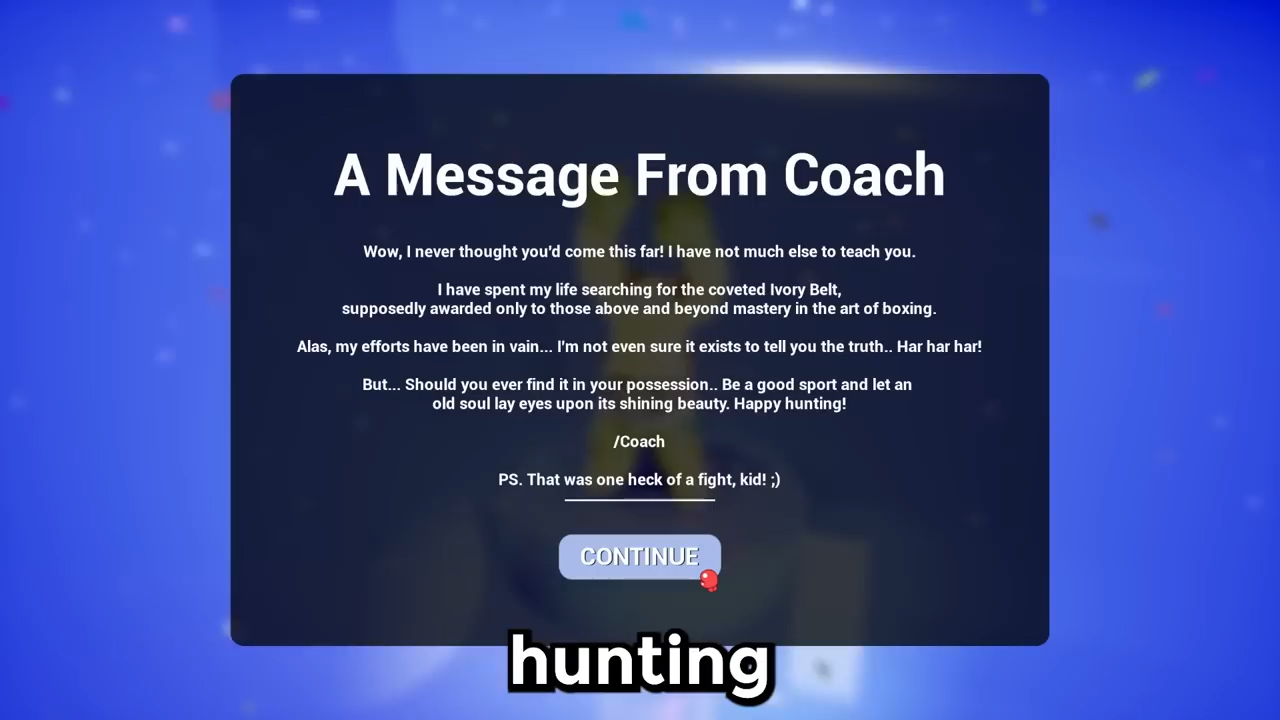 A Message From Coach
Wow, I never thought you'd come this far! I have not much else to teach you.
I have spent my life searching for the coveted Ivory Belt,
supposedly awarded only to those above and beyond mastery in the art of boxing.
Alas, my efforts have been in vain... I'm not even sure it exists to tell you the truth.. Har har har!
But... Should you ever find it in your possession.. Be a good sport and let an
old soul lay eyes upon its shining beauty. Happy hunting!
/Coach
PS. That was one heck of a fight, kid! ;)
CONTINUE
hunting